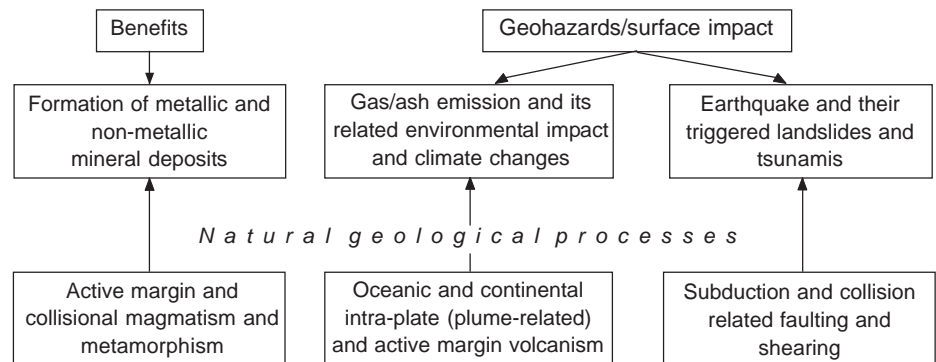 Benefits
Geohazards/surface impact
Formation of metallic and
non-metallic
mineral deposits
Gas/ash emission and its
related environmental impact
and climate changes
Earthquake and their
triggered landslides and
tsunamis
Natural geological processes
Active margin and
collisional magmatism and
metamorphism
Oceanic and continental
intra-plate (plume-related)
and active margin volcanism
Subduction and collision
related faulting and
shearing